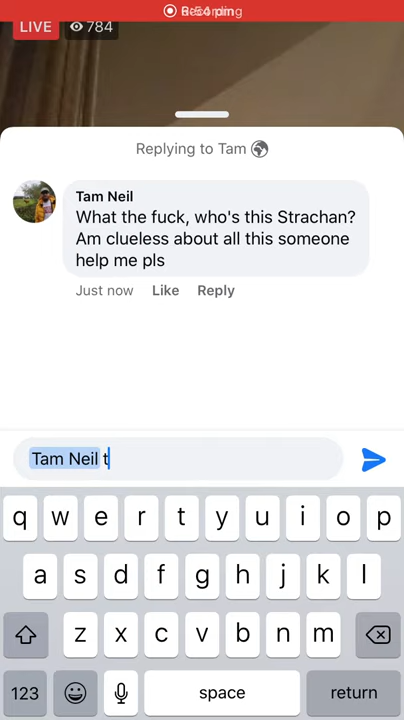 LIVE 784
Replying to Tam
Tam Neil
What the fuck, who's this Strachan?
Am clueless about all this someone
help me pls
Just now Like Reply
Tam Neil t
q w e r t y u i o p
a s d f g h j k l
z x c v b n m
123 space return